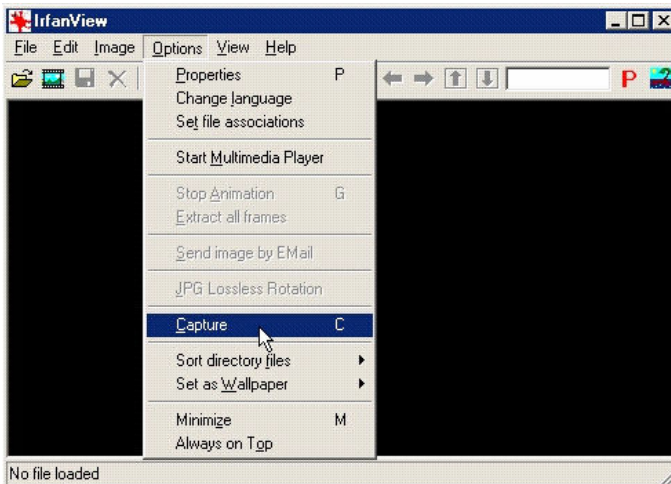 IrfanView
File Edit Image Options View Help
P
Properties P
Change language
Set file associations
Start Multimedia Player
Stop Animation G
Extract all frames
Send image by EMail
JPG Lossless Rotation
Capture C
Sort directory files
Set as Wallpaper
Minimize M
Always on Top
No file loaded